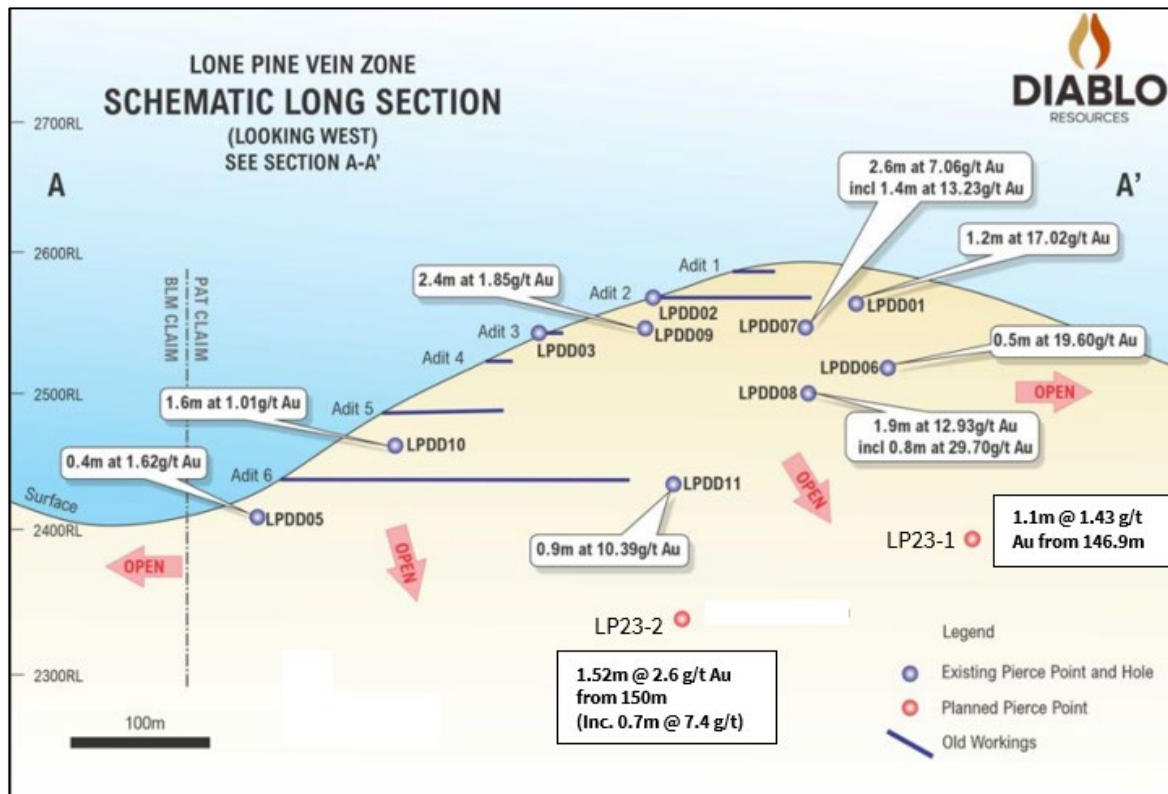 LONE PINE VEIN ZONE
SCHEMATIC LONG SECTION
(LOOKING WEST)
SEE SECTION A-A’
DIABLO
RESOURCES
2700RL
A
A’
2.6m at 7.06g/t Au
incl 1.4m at 13.23g/t Au
1.2m at 17.02g/t Au
2600RL
Adit 1
2.4m at 1.85g/t Au
Adit 2
LPDD01
LPDD02
LPDD09
LPDD07
BLM CLAIM
PAT CLAIM
Adit 3
LPDD03
0.5m at 19.60g/t Au
Adit 4
LPDD06
2500RL
LPDD08
OPEN
1.6m at 1.01g/t Au
Adit 5
1.9m at 12.93g/t Au
incl 0.8m at 29.70g/t Au
LPDD10
0.4m at 1.62g/t Au
Adit 6
LPDD11
OPEN
Surface
LPDD05
2400RL
1.1m @ 1.43 g/t
Au from 146.9m
LP23-1
0.9m at 10.39g/t Au
OPEN
OPEN
LP23-2
Legend
1.52m @ 2.6 g/t Au
from 150m
(Inc. 0.7m @ 7.4 g/t)
2300RL
Existing Pierce Point and Hole
Planned Pierce Point
Old Workings
100m